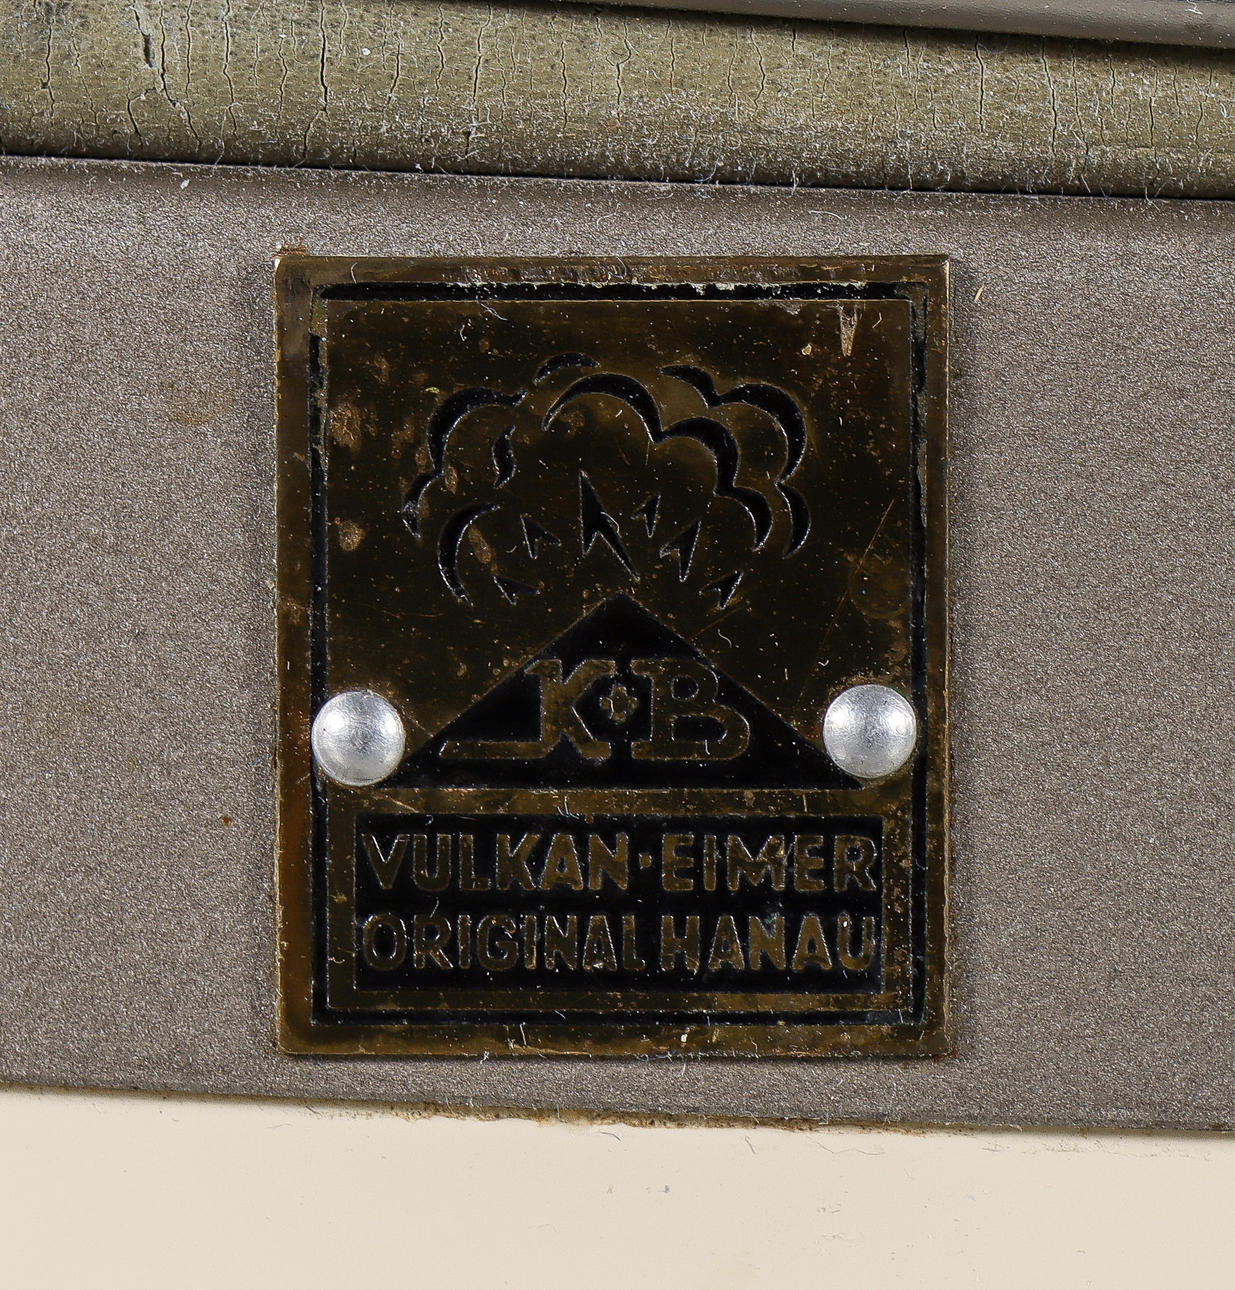 K B
VULKAN·EIMER
ORIGINAL HANAU